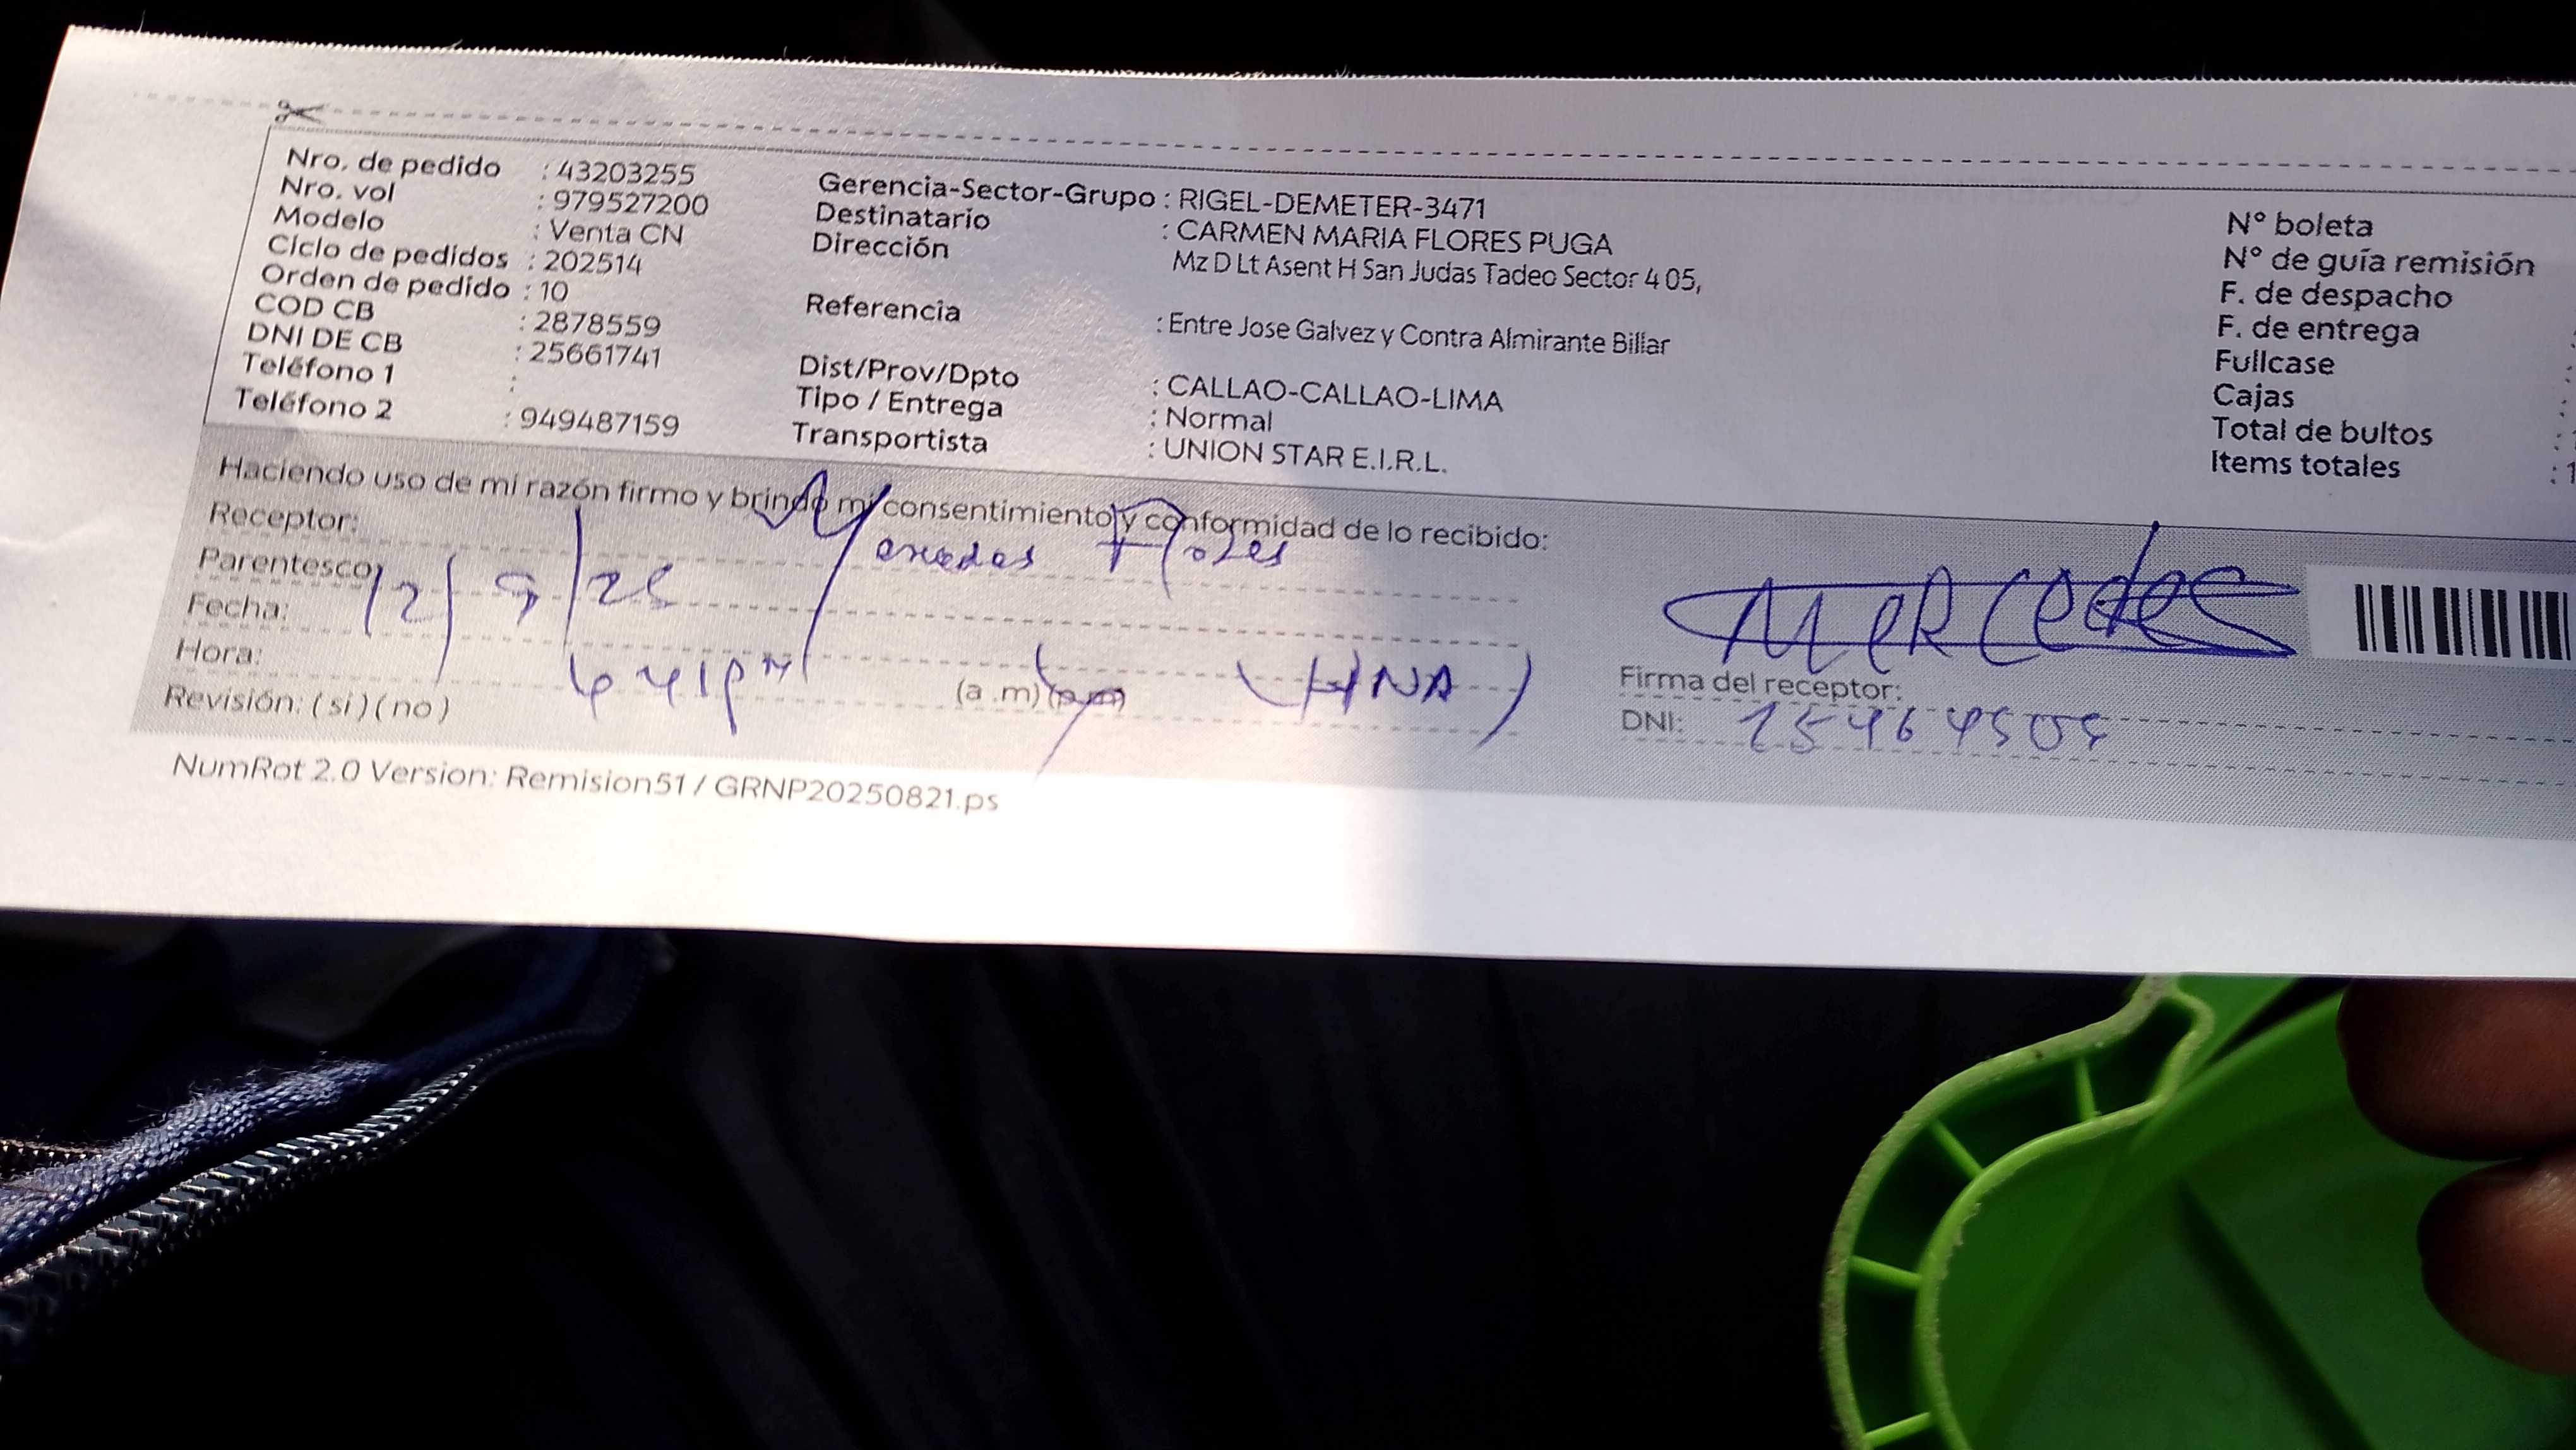 Nro. de pedido : 43203255
Nro. vol : 979527200
Modelo : Venta CN
Ciclo de pedidos : 202514
Orden de pedido : 10
COD CB : 2878559
DNI DE CB : 25661741
Teléfono 1 :
Teléfono 2 : 949487159
Gerencia-Sector-Grupo : RIGEL-DEMETER-3471
Destinatario : CARMEN MARIA FLORES PUGA
Dirección Mz D Lt Asent H San Judas Tadeo Sector 4 05,
Referencia : Entre Jose Galvez y Contra Almirante Billar
Dist/Prov/Dpto : CALLAO-CALLAO-LIMA
Tipo / Entrega : Normal
Transportista : UNION STAR E.I.R.L.
N° boleta
N° de guía remisión
F. de despacho
F. de entrega :
Fullcase :
Cajas :
Total de bultos :
Items totales : 1
Haciendo uso de mi razón firmo y brindo mi consentimiento y conformidad de lo recibido:
Receptor: Mercedes Flores
Parentesco:
Fecha: 12/9/25
Hora: 6 41 pm (a .m) (p.m)
Revisión: ( si ) ( no )
MERCedes
Firma del receptor:
DNI:
NumRot 2.0 Version: Remision51 / GRNP20250821.ps